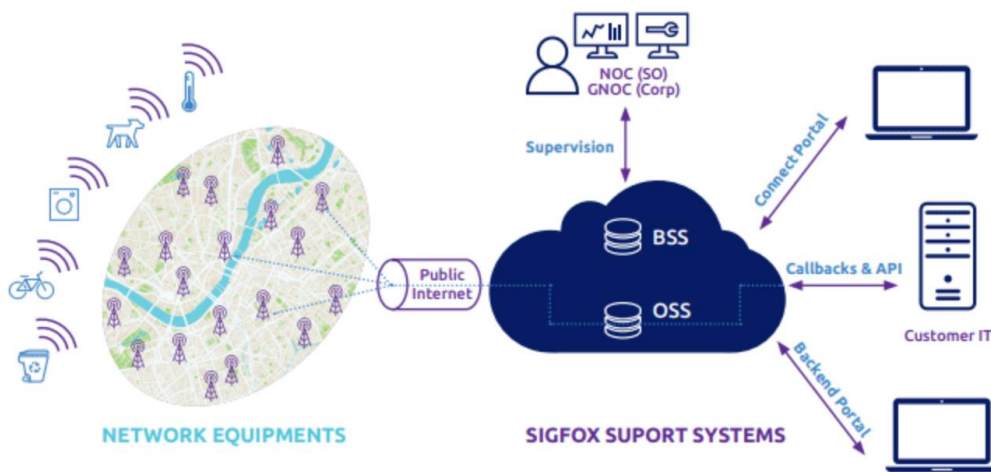 NOC (SO)
GNOC (Corp)
Supervision
Connect Portal
BSS
Public
Internet
Callbacks & API
OSS
Customer IT
Backend Portal
NETWORK EQUIPMENTS
SIGFOX SUPORT SYSTEMS